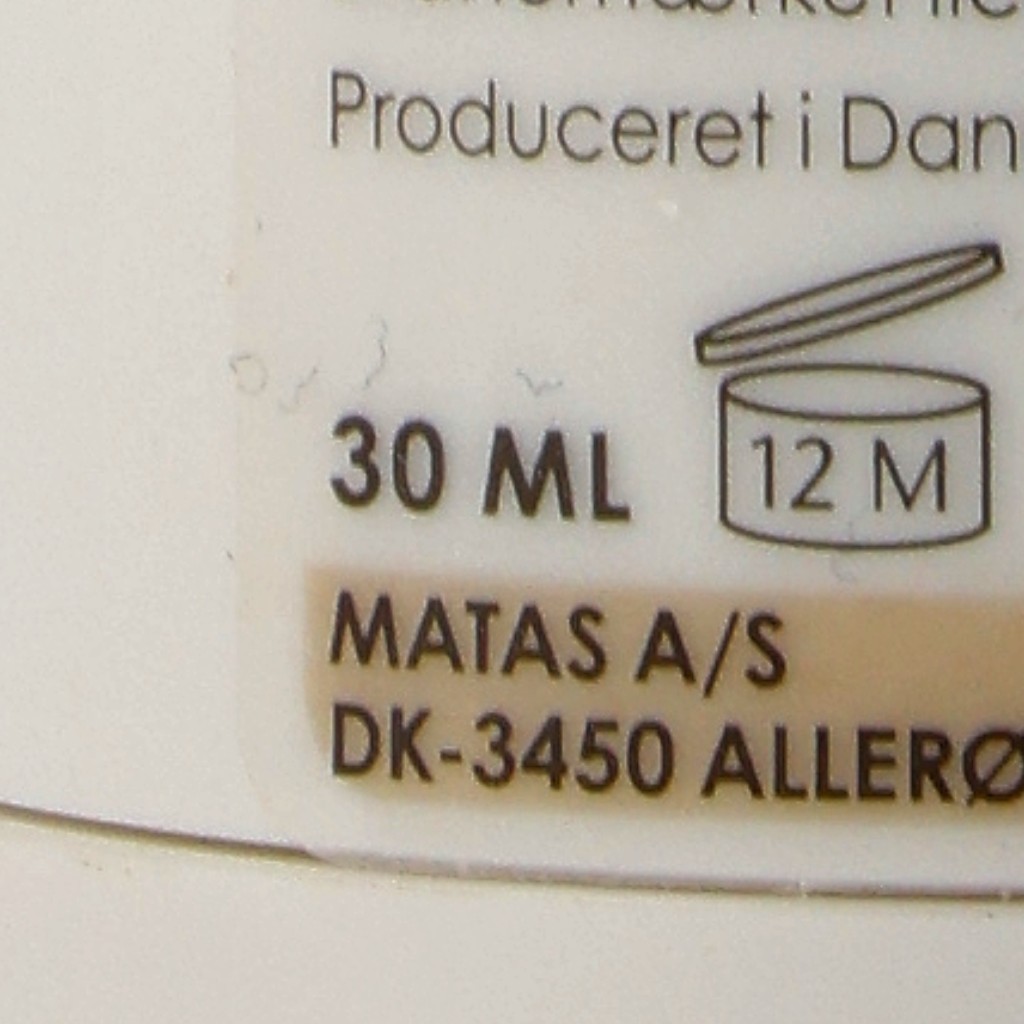 Produceret i Dan
30 ML
12 M
MATAS A/S
DK-3450 ALLERØ